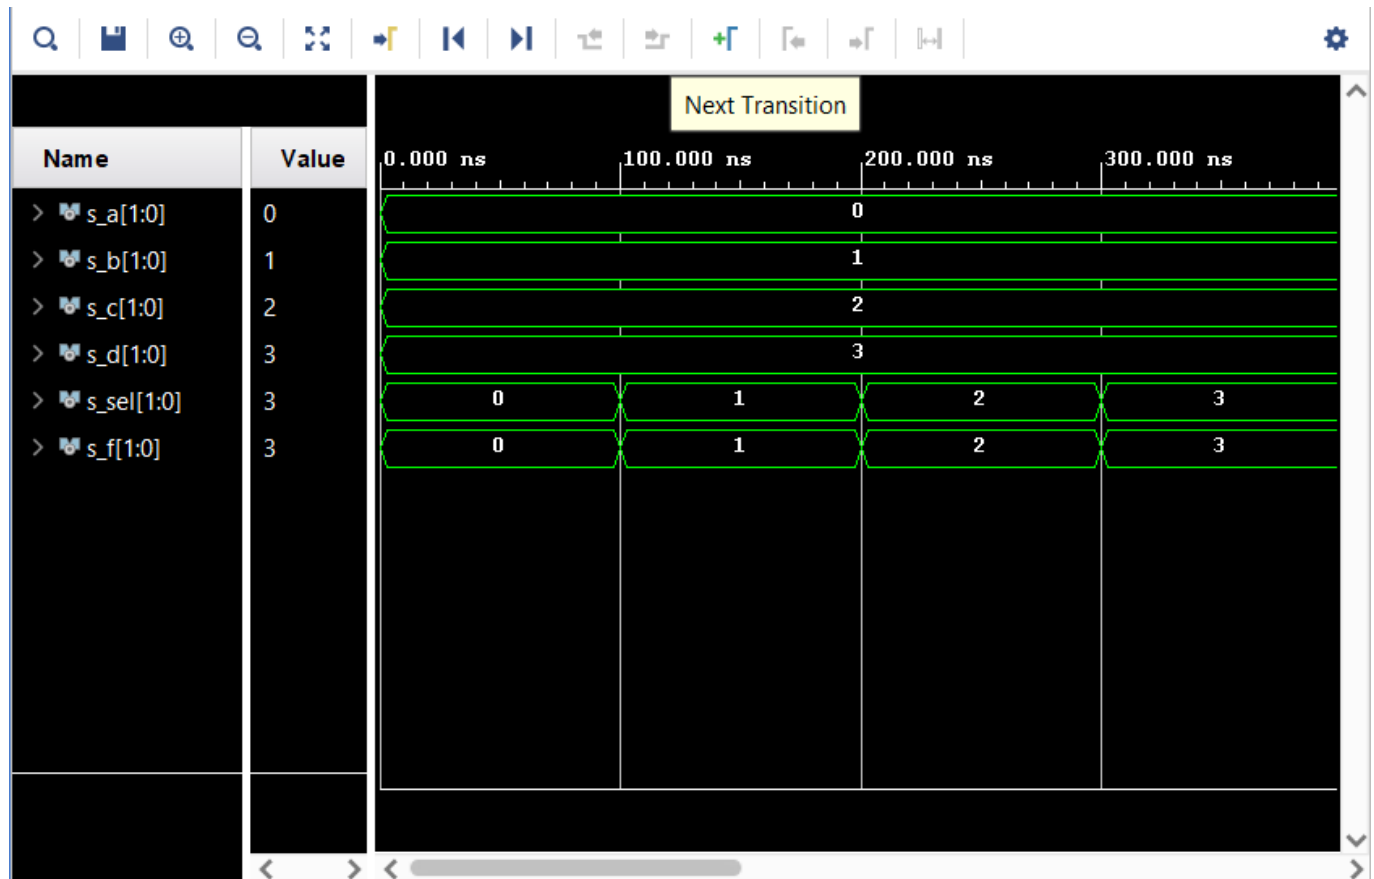 Next Transition
Name Value 0.000 ns 100.000 ns 200.000 ns 300.000 ns
s_a[1:0] 0 0
s_b[1:0] 1 1
s_c[1:0] 2 2
s_d[1:0] 3 3
s_sel[1:0] 3 0 1 2 3
s_f[1:0] 3 0 1 2 3